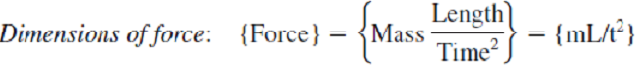 Dimensions of force: {Force} = {Mass Length/Time²} = {mL/t²}